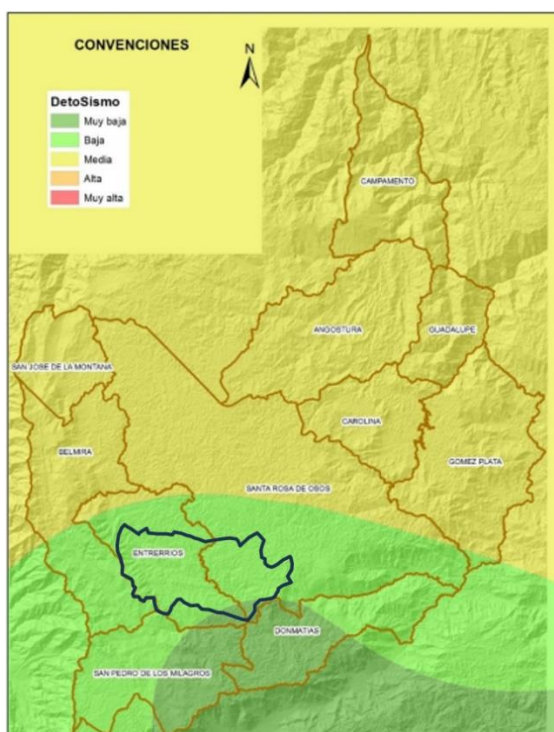 CONVENCIONES
N
DetoSismo
Muy baja
Baja
Media
Alta
Muy alta
CAMPAMENTO
ANGOSTURA
GUADALUPE
SAN JOSE DE LA MONTANA
CAROLINA
BELMIRA
GOMEZ PLATA
SANTA ROSA DE OSOS
ENTRERRIOS
DONMATIAS
SAN PEDRO DE LOS MILAGROS